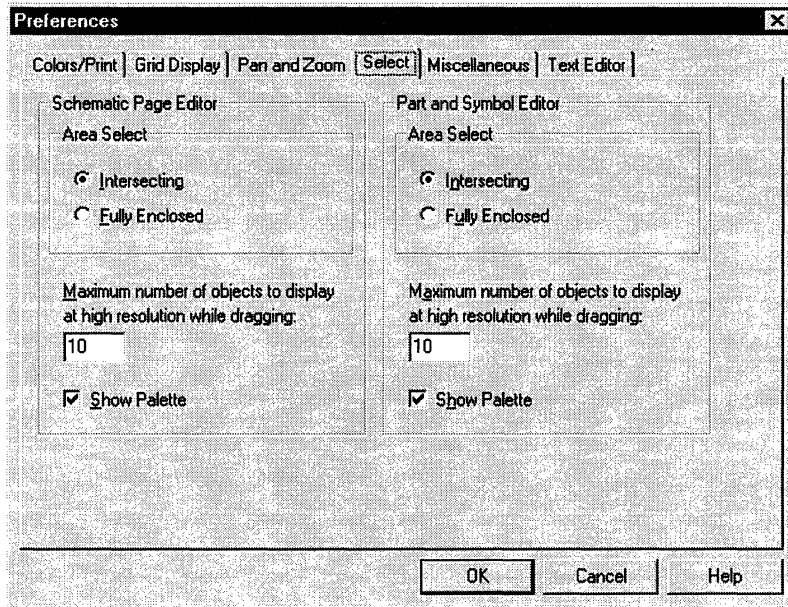 Preferences
Colors/Print Grid Display Pan and Zoom Select Miscellaneous Text Editor
Schematic Page Editor
Area Select
Intersecting
Fully Enclosed
Maximum number of objects to display
at high resolution while dragging:
10
Show Palette
Part and Symbol Editor
Area Select
Intersecting
Fully Enclosed
Maximum number of objects to display
at high resolution while dragging:
10
Show Palette
OK Cancel Help